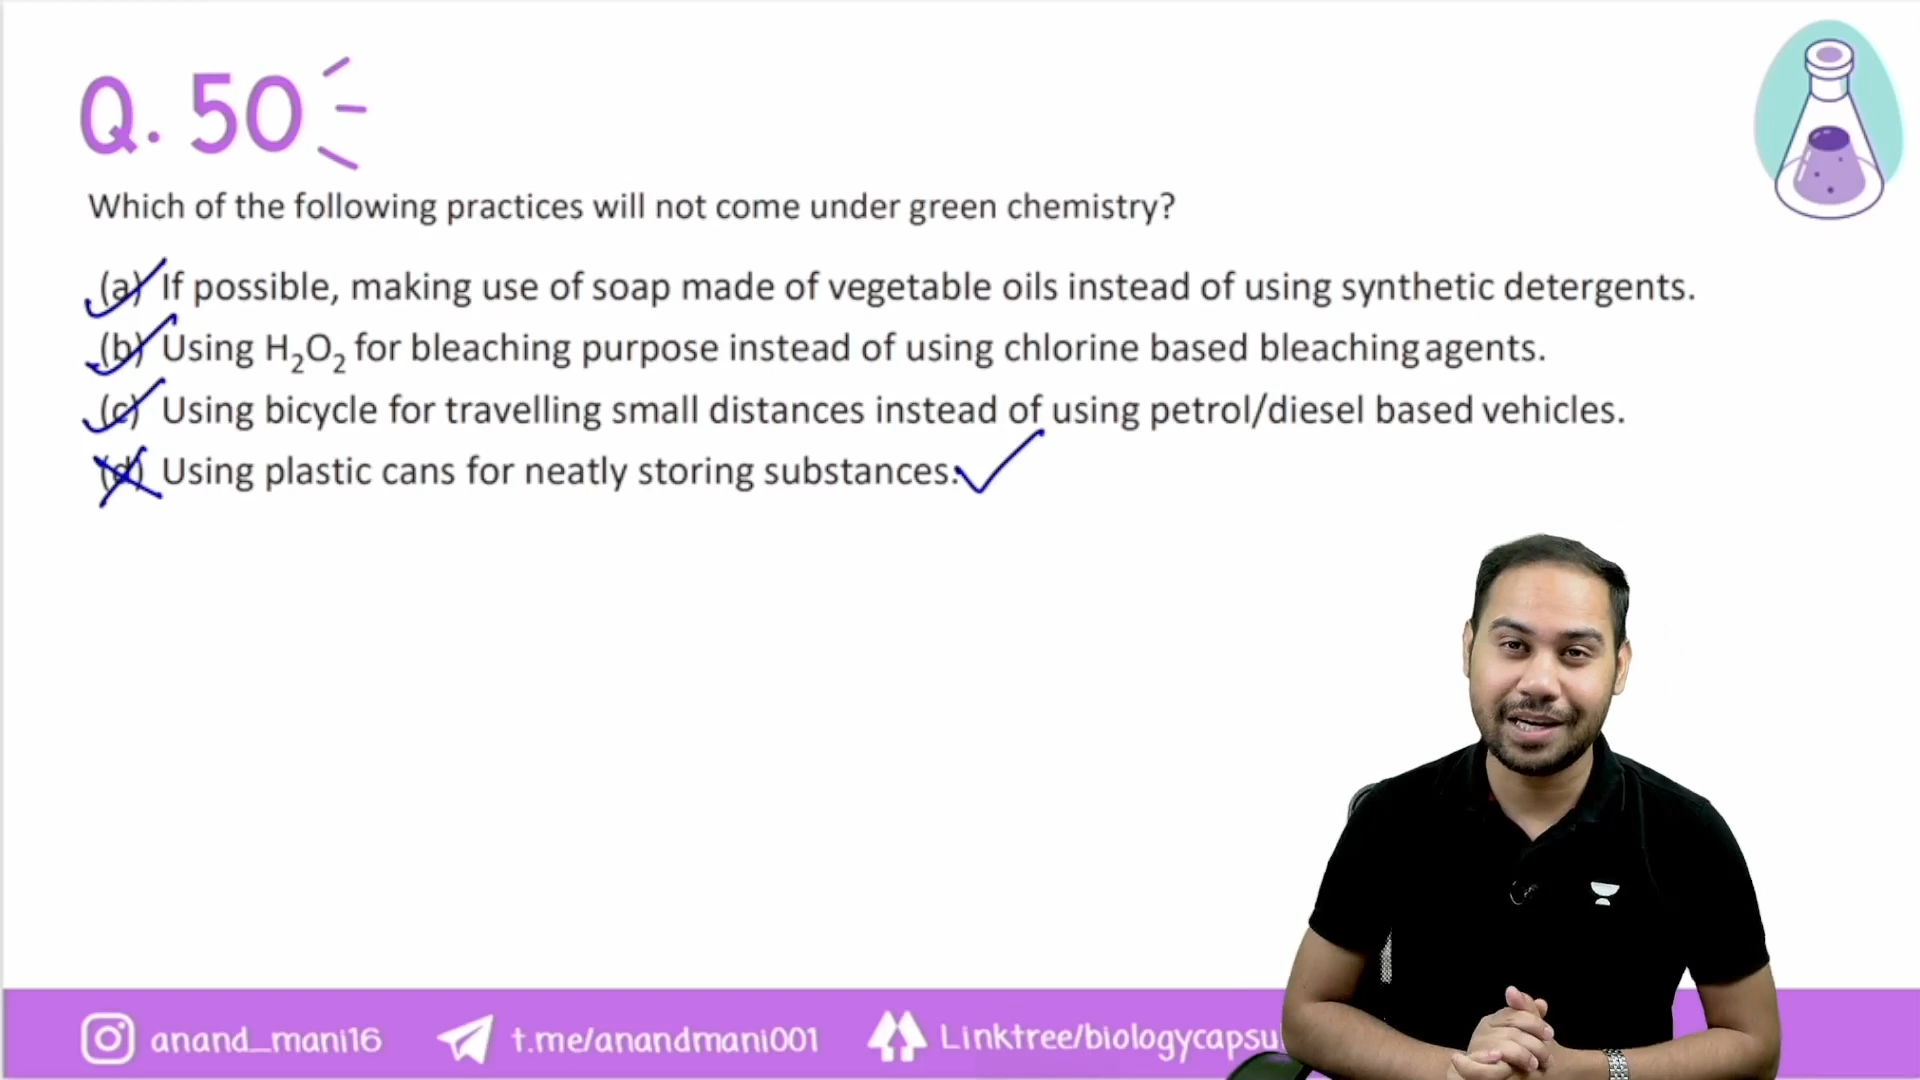 Q. 50
Which of the following practices will not come under green chemistry?
(a) If possible, making use of soap made of vegetable oils instead of using synthetic detergents.
(b) Using H₂O₂ for bleaching purpose instead of using chlorine based bleaching agents.
(c) Using bicycle for travelling small distances instead of using petrol/diesel based vehicles.
(d) Using plastic cans for neatly storing substances.
anand_mani16 t.me/anandmani001 Linktree/biologycapsu